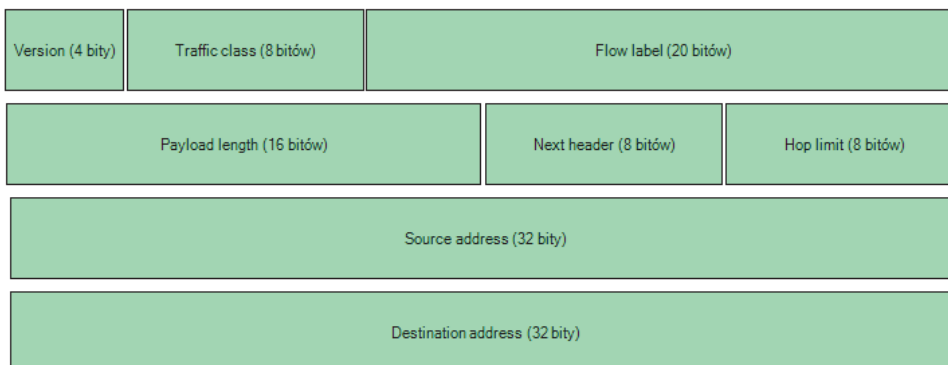 Version (4 bity) Traffic class (8 bitów) Flow label (20 bitów)
Payload length (16 bitów) Next header (8 bitów) Hop limit (8 bitów)
Source address (32 bity)
Destination address (32 bity)